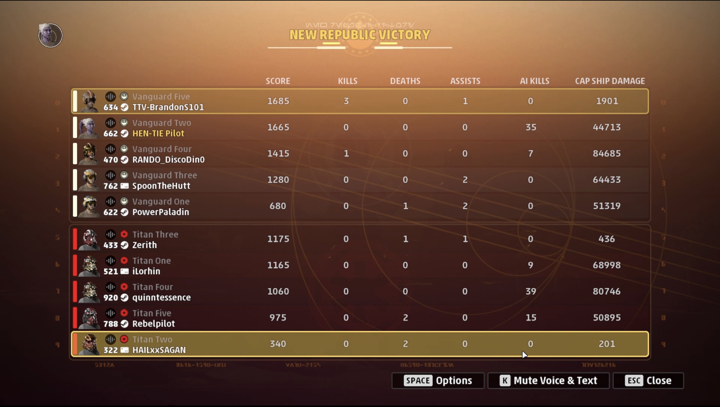 NEW REPUBLIC VICTORY
SCORE KILLS DEATHS ASSISTS AI KILLS CAP SHIP DAMAGE
Vanguard Five
634 TTV-BrandonS101 1685 3 0 1 0 1901
Vanguard Two
662 HEN-TIE Pilot 1665 0 0 0 35 44713
Vanguard Four
470 RANDO_DiscoDin0 1415 1 0 0 7 84685
Vanguard Three
762 SpoonTheHutt 1280 0 0 2 0 64433
Vanguard One
622 PowerPaladin 680 0 1 2 0 51319
Titan Three
433 Zerith 1175 0 1 1 0 436
Titan One
521 iLorhin 1165 0 0 0 9 68998
Titan Four
920 quinntessence 1060 0 0 0 39 80746
Titan Five
788 Rebelpilot 975 0 2 0 15 50895
Titan Two
322 HAILxxSAGAN 340 0 2 0 0 201
SPACE Options K Mute Voice & Text ESC Close